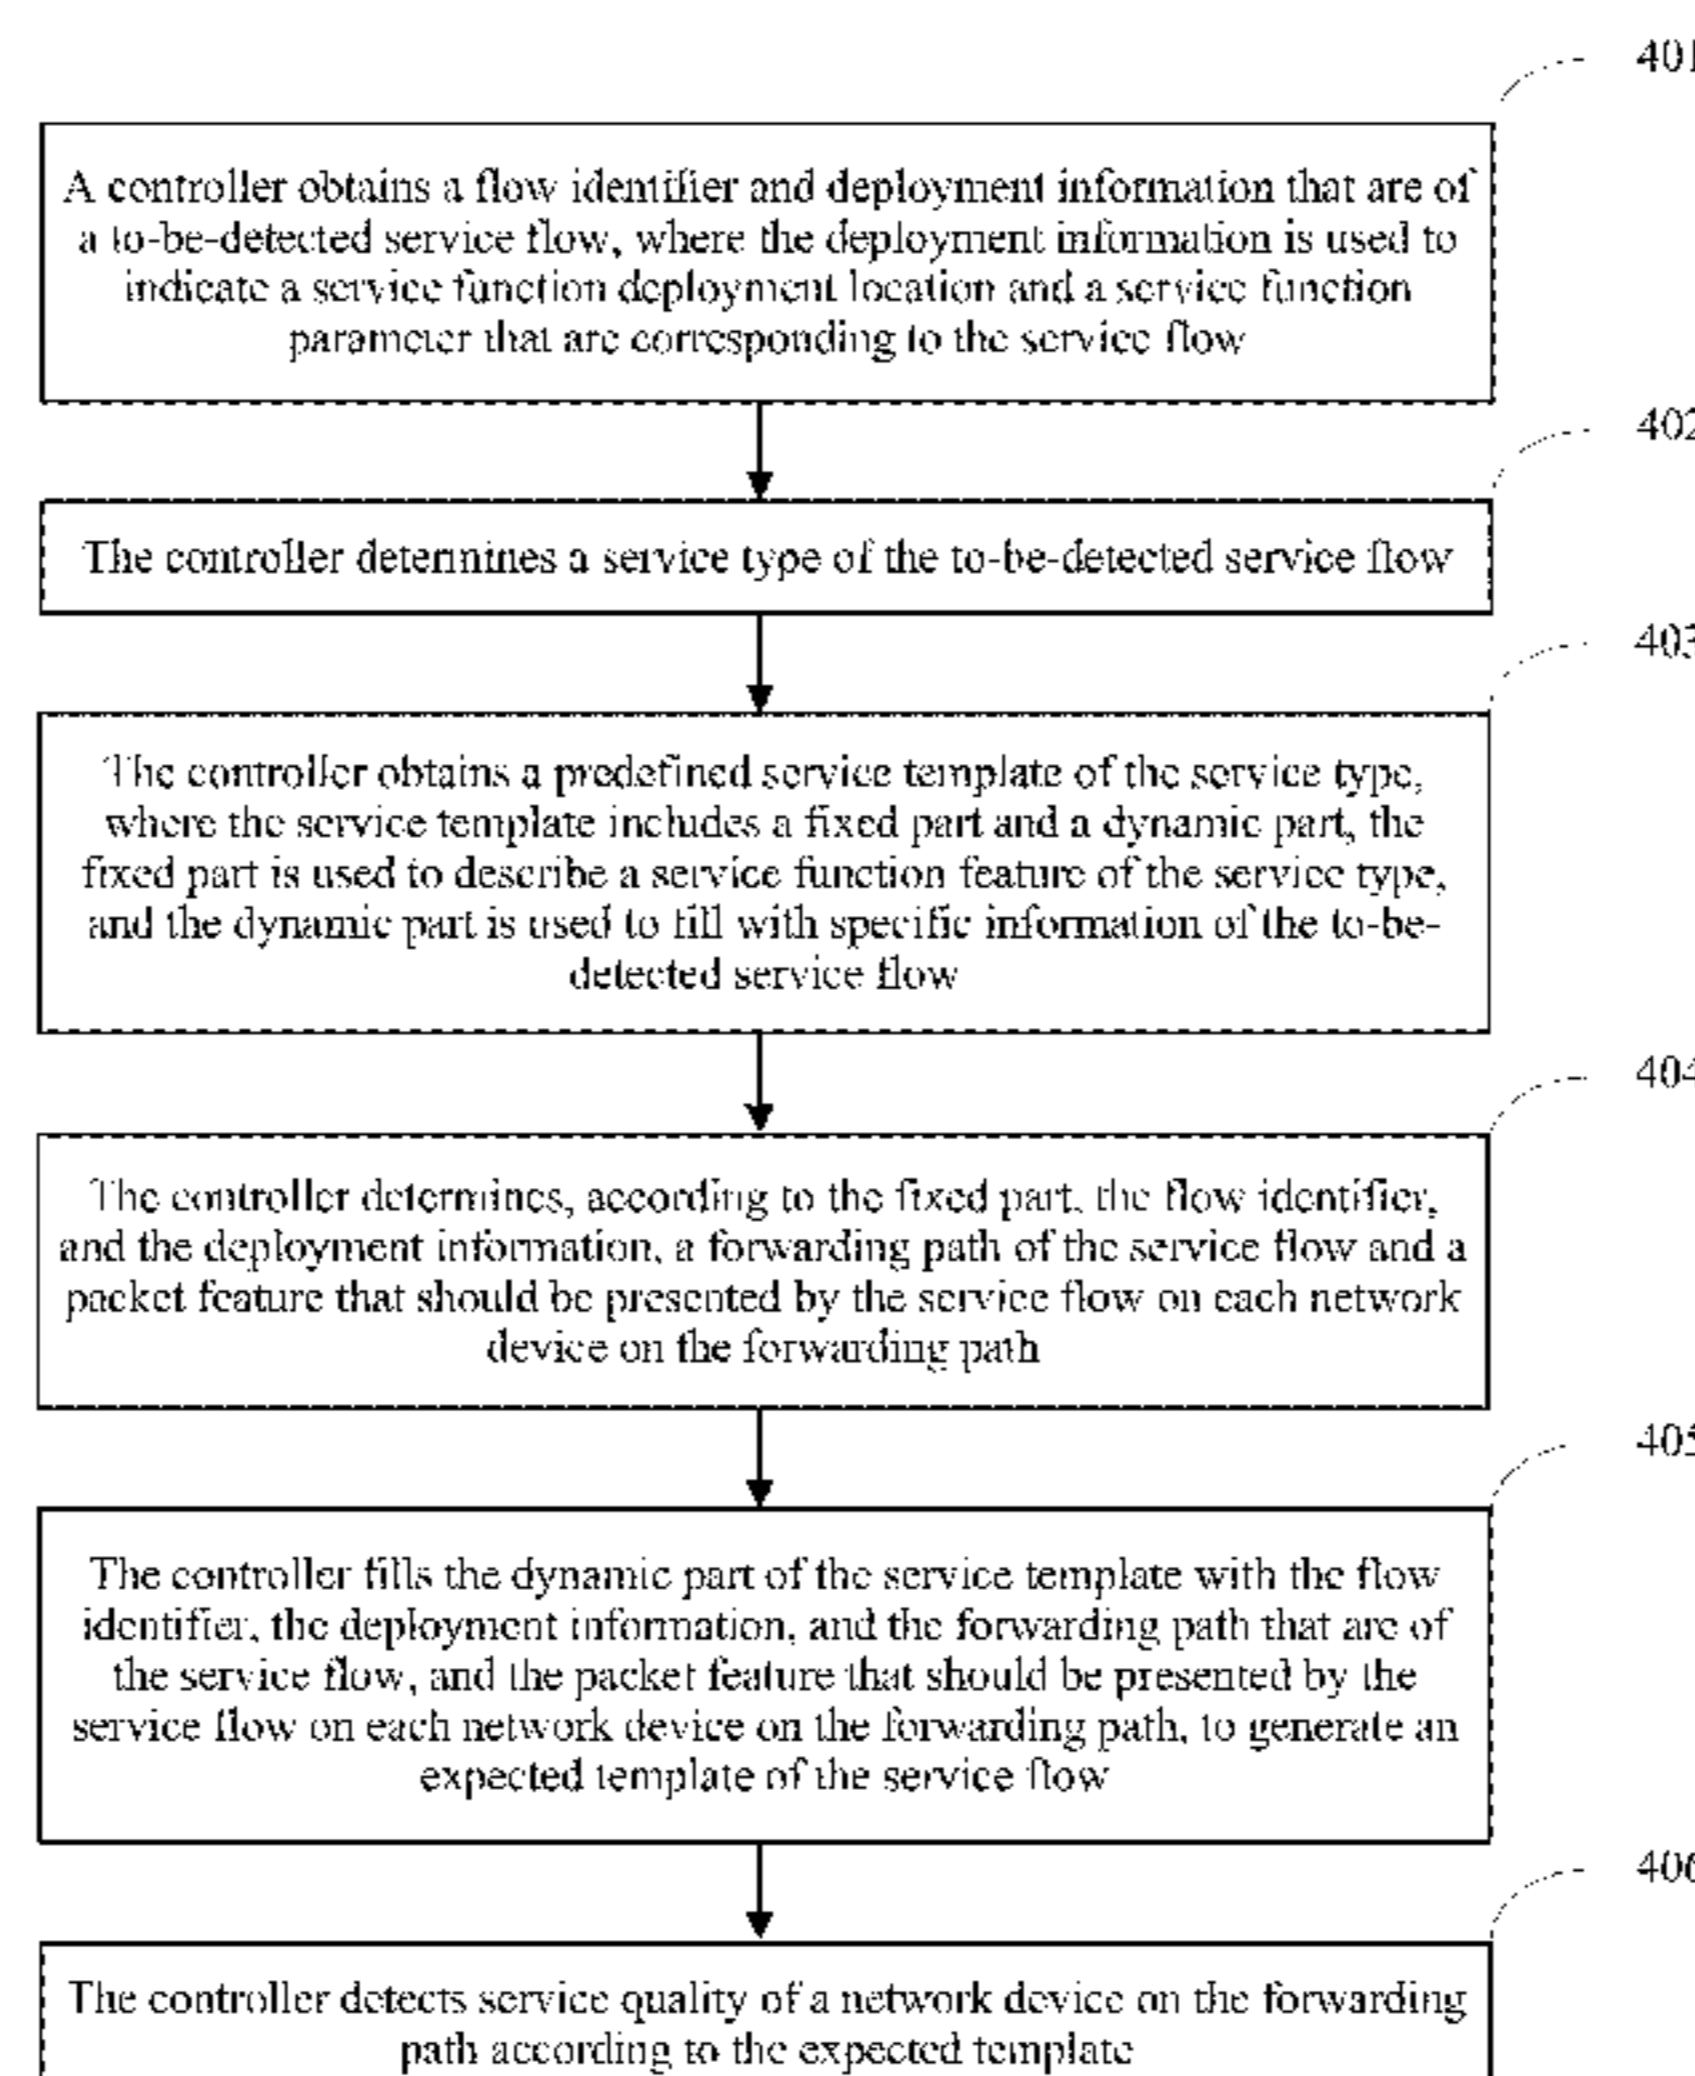 401
A controller obtains a flow identifier and deployment information that are of
a to-be-detected service flow, where the deployment information is used to
indicate a service function deployment location and a service function
parameter that are corresponding to the service flow
402
The controller determines a service type of the to-be-detected service flow
403
The controller obtains a predefined service template of the service type,
where the service template includes a fixed part and a dynamic part, the
fixed part is used to describe a service function feature of the service type,
and the dynamic part is used to fill with specific information of the to-be-
detected service flow
404
The controller determines, according to the fixed part, the flow identifier,
and the deployment information, a forwarding path of the service flow and a
packet feature that should be presented by the service flow on each network
device on the forwarding path
405
The controller fills the dynamic part of the service template with the flow
identifier, the deployment information, and the forwarding path that are of
the service flow, and the packet feature that should be presented by the
service flow on each network device on the forwarding path, to generate an
expected template of the service flow
406
The controller detects service quality of a network device on the forwarding
path according to the expected template